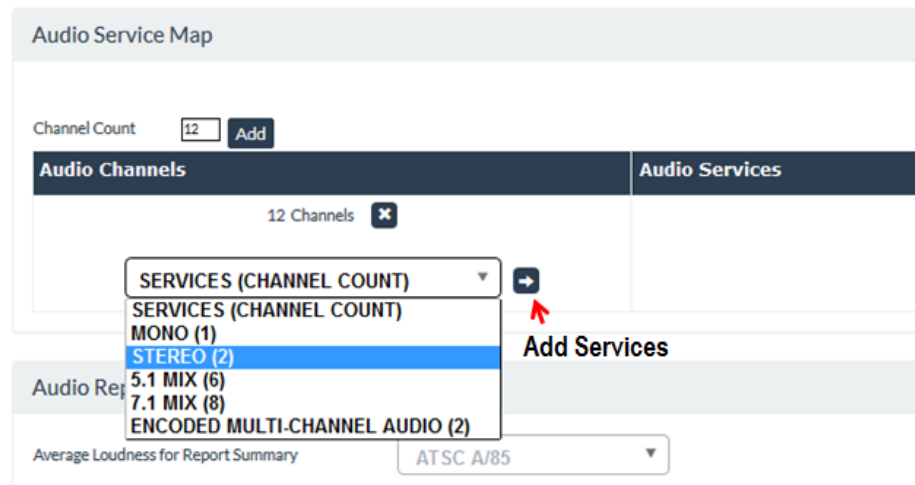 Audio Service Map
Channel Count 12 Add
Audio Channels Audio Services
12 Channels
SERVICES (CHANNEL COUNT)
SERVICES (CHANNEL COUNT)
MONO (1)
STEREO (2)
5.1 MIX (6)
7.1 MIX (8)
ENCODED MULTI-CHANNEL AUDIO (2)
Add Services
Audio Rep
Average Loudness for Report Summary ATSC A/85